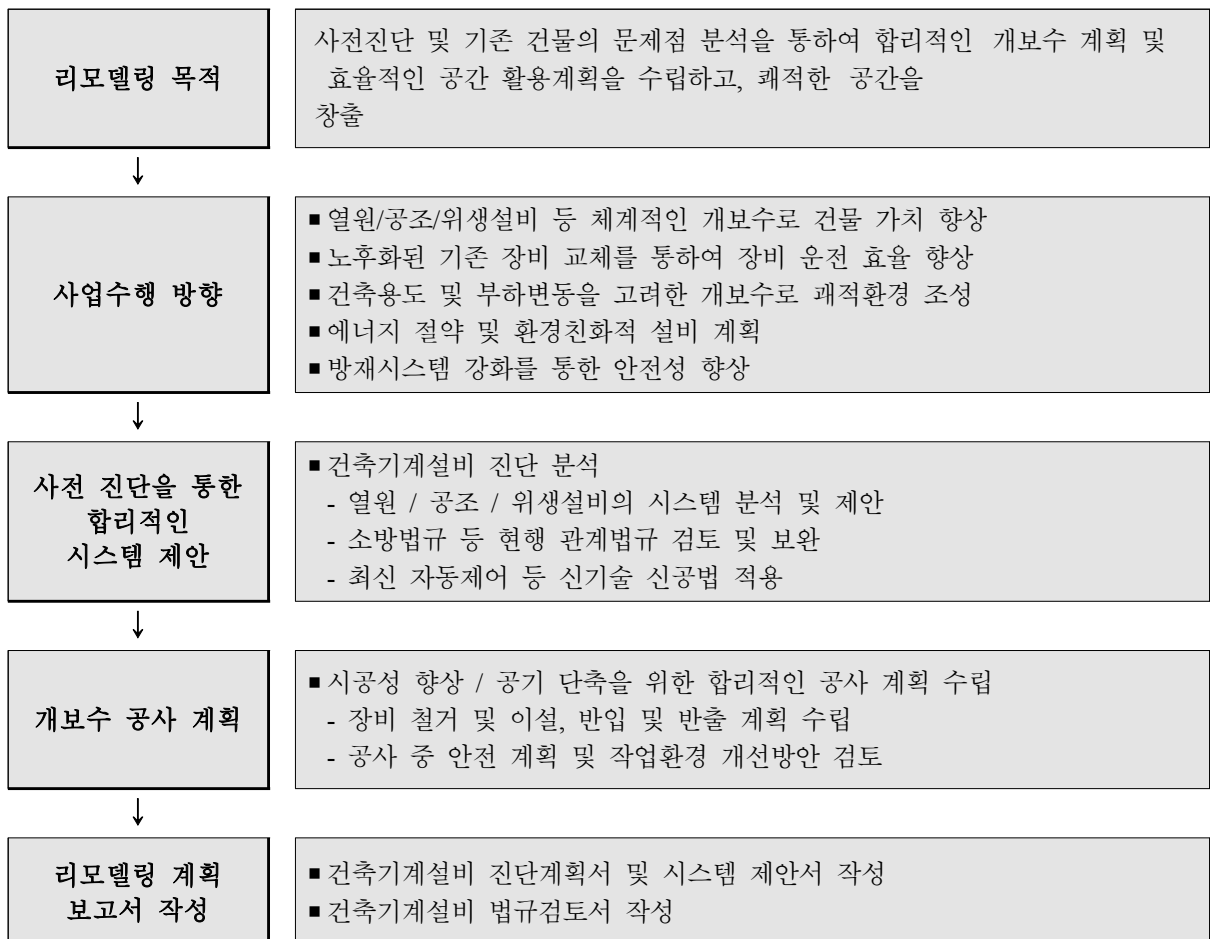 리모델링 목적
사전진단 및 기존 건물의 문제점 분석을 통하여 합리적인 개보수 계획 및
효율적인 공간 활용계획을 수립하고, 쾌적한 공간을
창출
↓
사업수행 방향
▪열원/공조/위생설비 등 체계적인 개보수로 건물 가치 향상
▪노후화된 기존 장비 교체를 통하여 장비 운전 효율 향상
▪건축용도 및 부하변동을 고려한 개보수로 쾌적환경 조성
▪에너지 절약 및 환경친화적 설비 계획
▪방재시스템 강화를 통한 안전성 향상
↓
사전 진단을 통한
합리적인
시스템 제안
▪건축기계설비 진단 분석
- 열원 / 공조 / 위생설비의 시스템 분석 및 제안
- 소방법규 등 현행 관계법규 검토 및 보완
- 최신 자동제어 등 신기술 신공법 적용
↓
개보수 공사 계획
▪시공성 향상 / 공기 단축을 위한 합리적인 공사 계획 수립
- 장비 철거 및 이설, 반입 및 반출 계획 수립
- 공사 중 안전 계획 및 작업환경 개선방안 검토
↓
리모델링 계획
보고서 작성
▪건축기계설비 진단계획서 및 시스템 제안서 작성
▪건축기계설비 법규검토서 작성